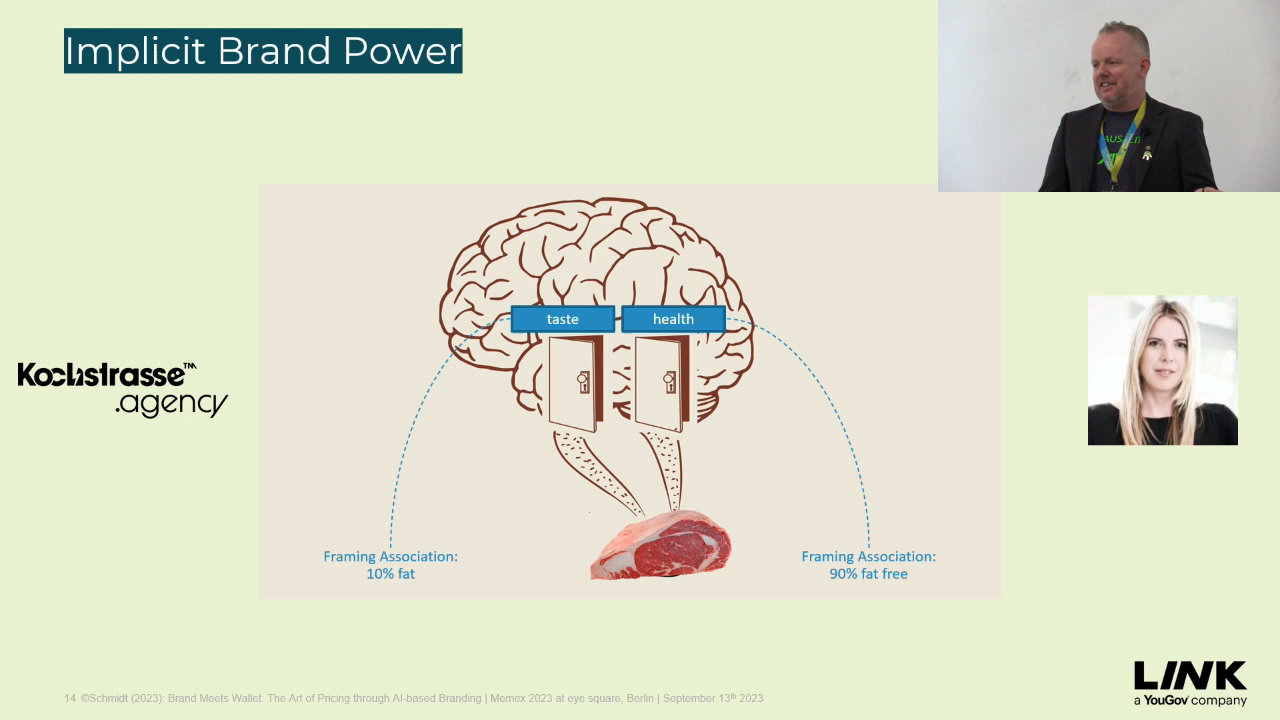 Implicit Brand Power
taste
health
Kochstrasse™
.agency
Framing Association:
10% fat
Framing Association:
90% fat free
LINK
a YouGov company
14 ©Schmidt (2023): Brand Meets Wallet: The Art of Pricing through AI-based Branding | Memex 2023 at eye square, Berlin | September 13th 2023